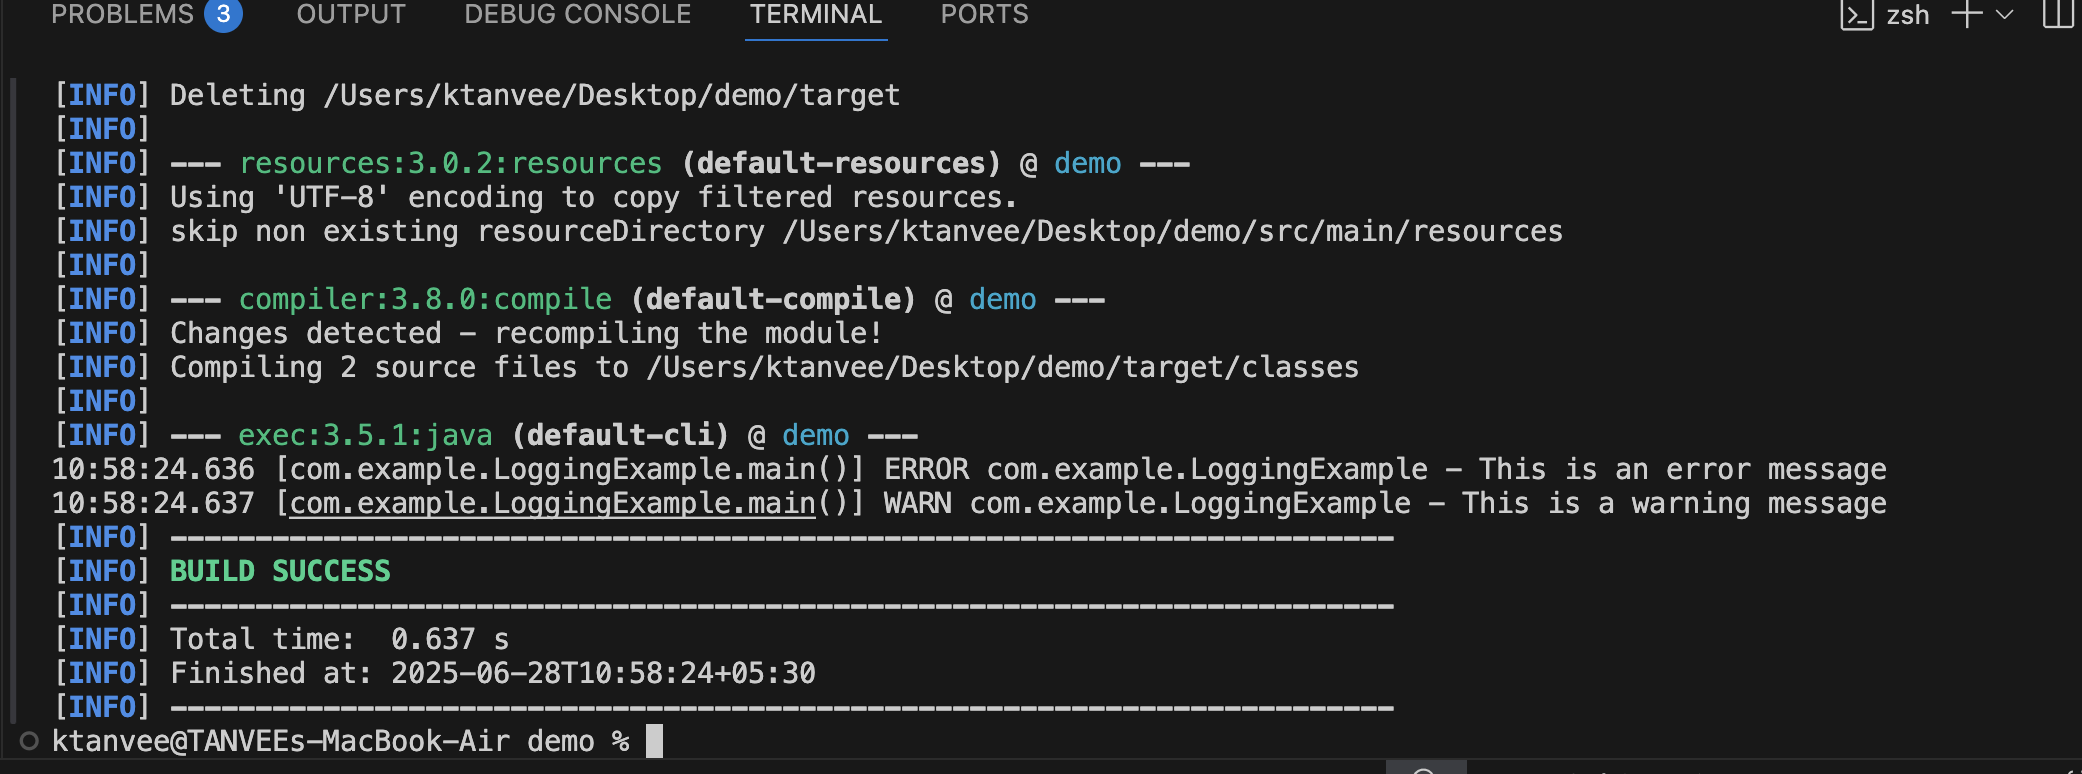 PROBLEMS 3 OUTPUT DEBUG CONSOLE TERMINAL PORTS zsh
[INFO] Deleting /Users/ktanvee/Desktop/demo/target
[INFO]
[INFO] --- resources:3.0.2:resources (default-resources) @ demo ---
[INFO] Using 'UTF-8' encoding to copy filtered resources.
[INFO] skip non existing resourceDirectory /Users/ktanvee/Desktop/demo/src/main/resources
[INFO]
[INFO] --- compiler:3.8.0:compile (default-compile) @ demo ---
[INFO] Changes detected - recompiling the module!
[INFO] Compiling 2 source files to /Users/ktanvee/Desktop/demo/target/classes
[INFO]
[INFO] --- exec:3.5.1:java (default-cli) @ demo ---
10:58:24.636 [com.example.LoggingExample.main()] ERROR com.example.LoggingExample - This is an error message
10:58:24.637 [com.example.LoggingExample.main()] WARN com.example.LoggingExample - This is a warning message
[INFO] ------------------------------------------------------------------------
[INFO] BUILD SUCCESS
[INFO] ------------------------------------------------------------------------
[INFO] Total time:  0.637 s
[INFO] Finished at: 2025-06-28T10:58:24+05:30
[INFO] ------------------------------------------------------------------------
ktanvee@TANVEEs-MacBook-Air demo %